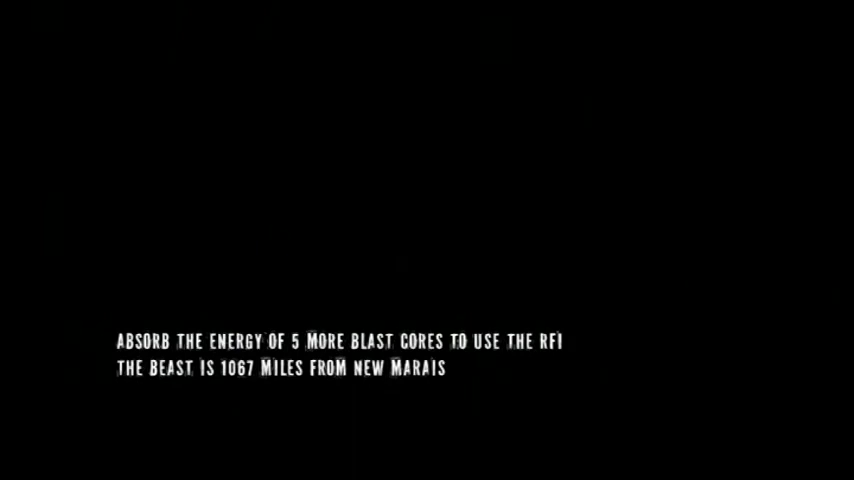 ABSORB THE ENERGY OF 5 MORE BLAST CORES TO USE THE RFI
THE BEAST IS 1067 MILES FROM NEW MARAIS